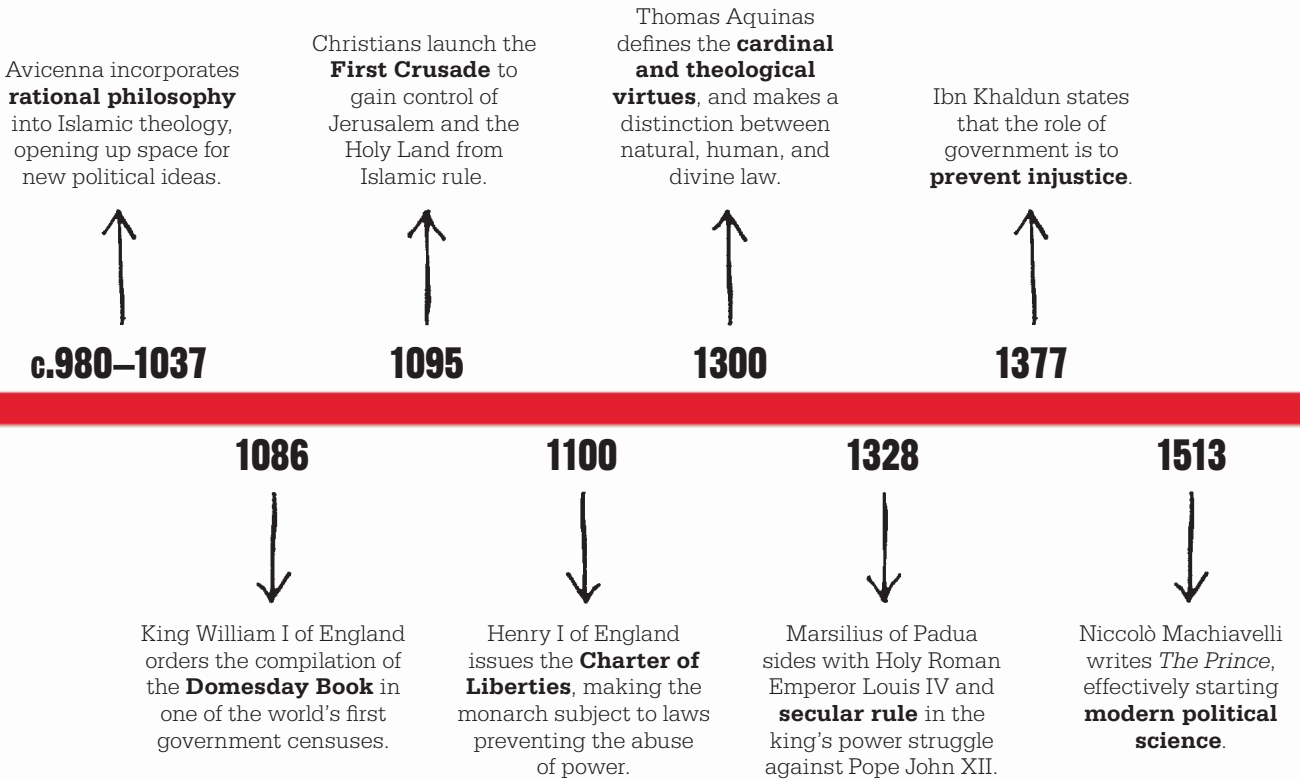 Avicenna incorporates
rational philosophy
into Islamic theology,
opening up space for
new political ideas.
c.980–1037
King William I of England
orders the compilation of
the Domesday Book in
one of the world’s first
government censuses.
1086
Christians launch the
First Crusade to
gain control of
Jerusalem and the
Holy Land from
Islamic rule.
1095
1100
Henry I of England
issues the Charter of
Liberties, making the
monarch subject to laws
preventing the abuse
of power.
Thomas Aquinas
defines the cardinal
and theological
virtues, and makes a
distinction between
natural, human, and
divine law.
1300
1328
Marsilius of Padua
sides with Holy Roman
Emperor Louis IV and
secular rule in the
king’s power struggle
against Pope John XII.
Ibn Khaldun states
that the role of
government is to
prevent injustice.
1377
1513
Niccolò Machiavelli
writes The Prince,
effectively starting
modern political
science.